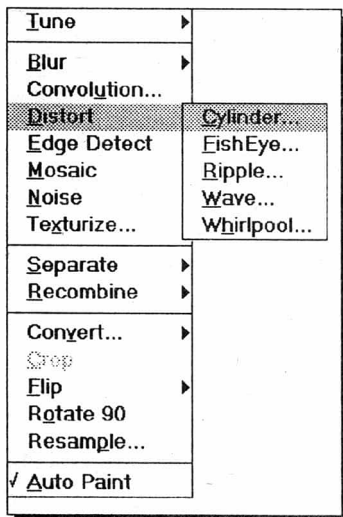 Tune
Blur
Convolution...
Distort
Cylinder...
Edge Detect
FishEye...
Mosaic
Ripple...
Noise
Wave...
Texturize...
Whirlpool...
Separate
Recombine
Convert...
Crop
Flip
Rotate 90
Resample...
√ Auto Paint